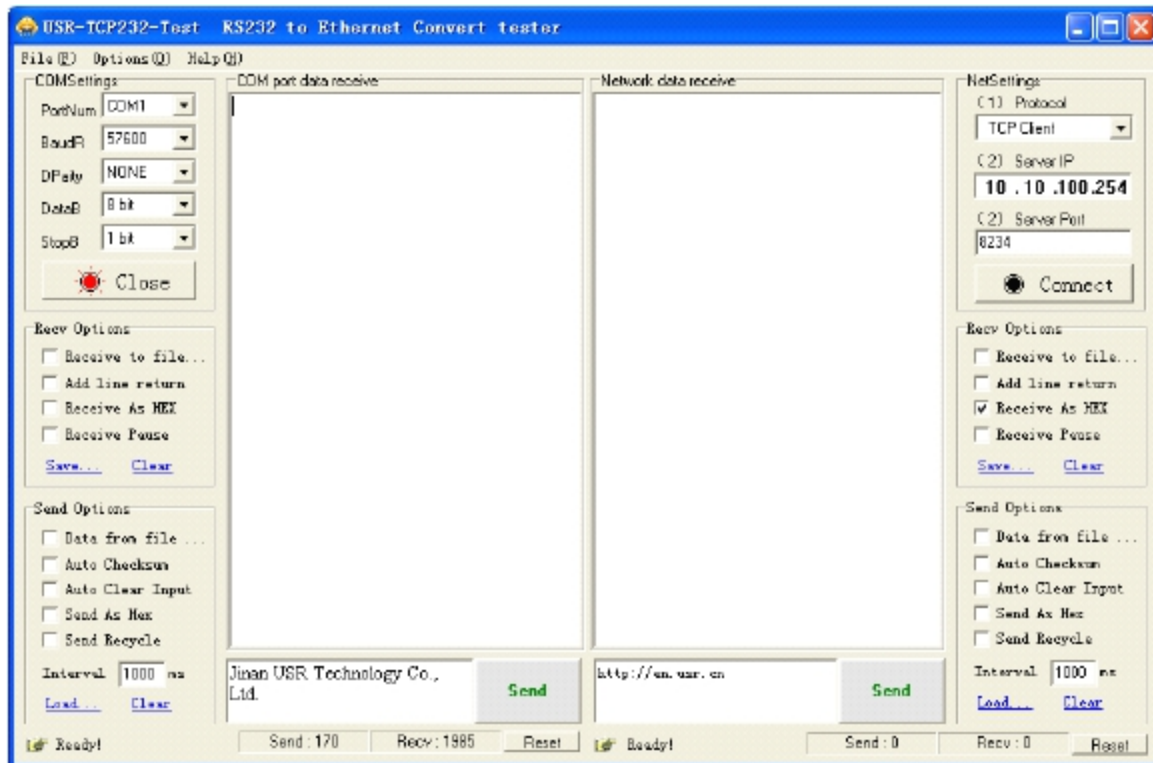 USR-TCP232-Test RS232 to Ethernet Convert tester
File(F) Options(O) Help(H)
COMSettings
PortNum COM1
BaudR 57600
DPaity NONE
DataB 8 bit
StopB 1 bit
Close
Recv Options
Receive to file...
Add line return
Receive As HEX
Receive Pause
Save... Clear
Send Options
Data from file ...
Auto Checksum
Auto Clear Input
Send As Hex
Send Recycle
Interval 1000 ms
Load... Clear
COM port data receive
Jinan USR Technology Co.,
Ltd.
Send
Network data receive
http://en.usr.cn
Send
NetSettings
(1) Protocol
TCP Client
(2) Server IP
10 . 10 .100.254
(2) Server Port
8234
Connect
Recv Options
Receive to file...
Add line return
Receive As HEX
Receive Pause
Save... Clear
Send Options
Data from file ...
Auto Checksum
Auto Clear Input
Send As Hex
Send Recycle
Interval 1000 ms
Load... Clear
Ready! Send : 170 Recv : 1985 Reset
Ready! Send : 0 Recv : 0 Reset